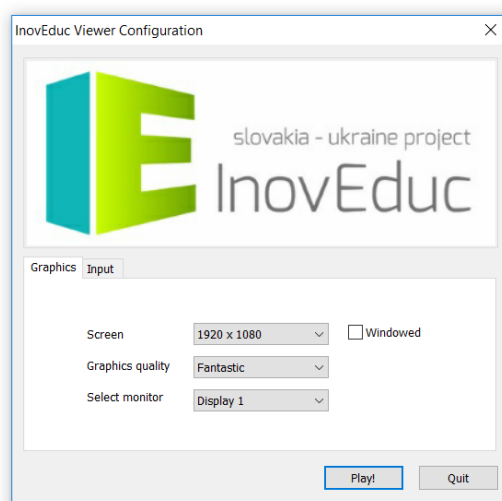 InovEduc Viewer Configuration
slovakia - ukraine project
InovEduc
Graphics Input
Screen 1920 x 1080 Windowed
Graphics quality Fantastic
Select monitor Display 1
Play! Quit